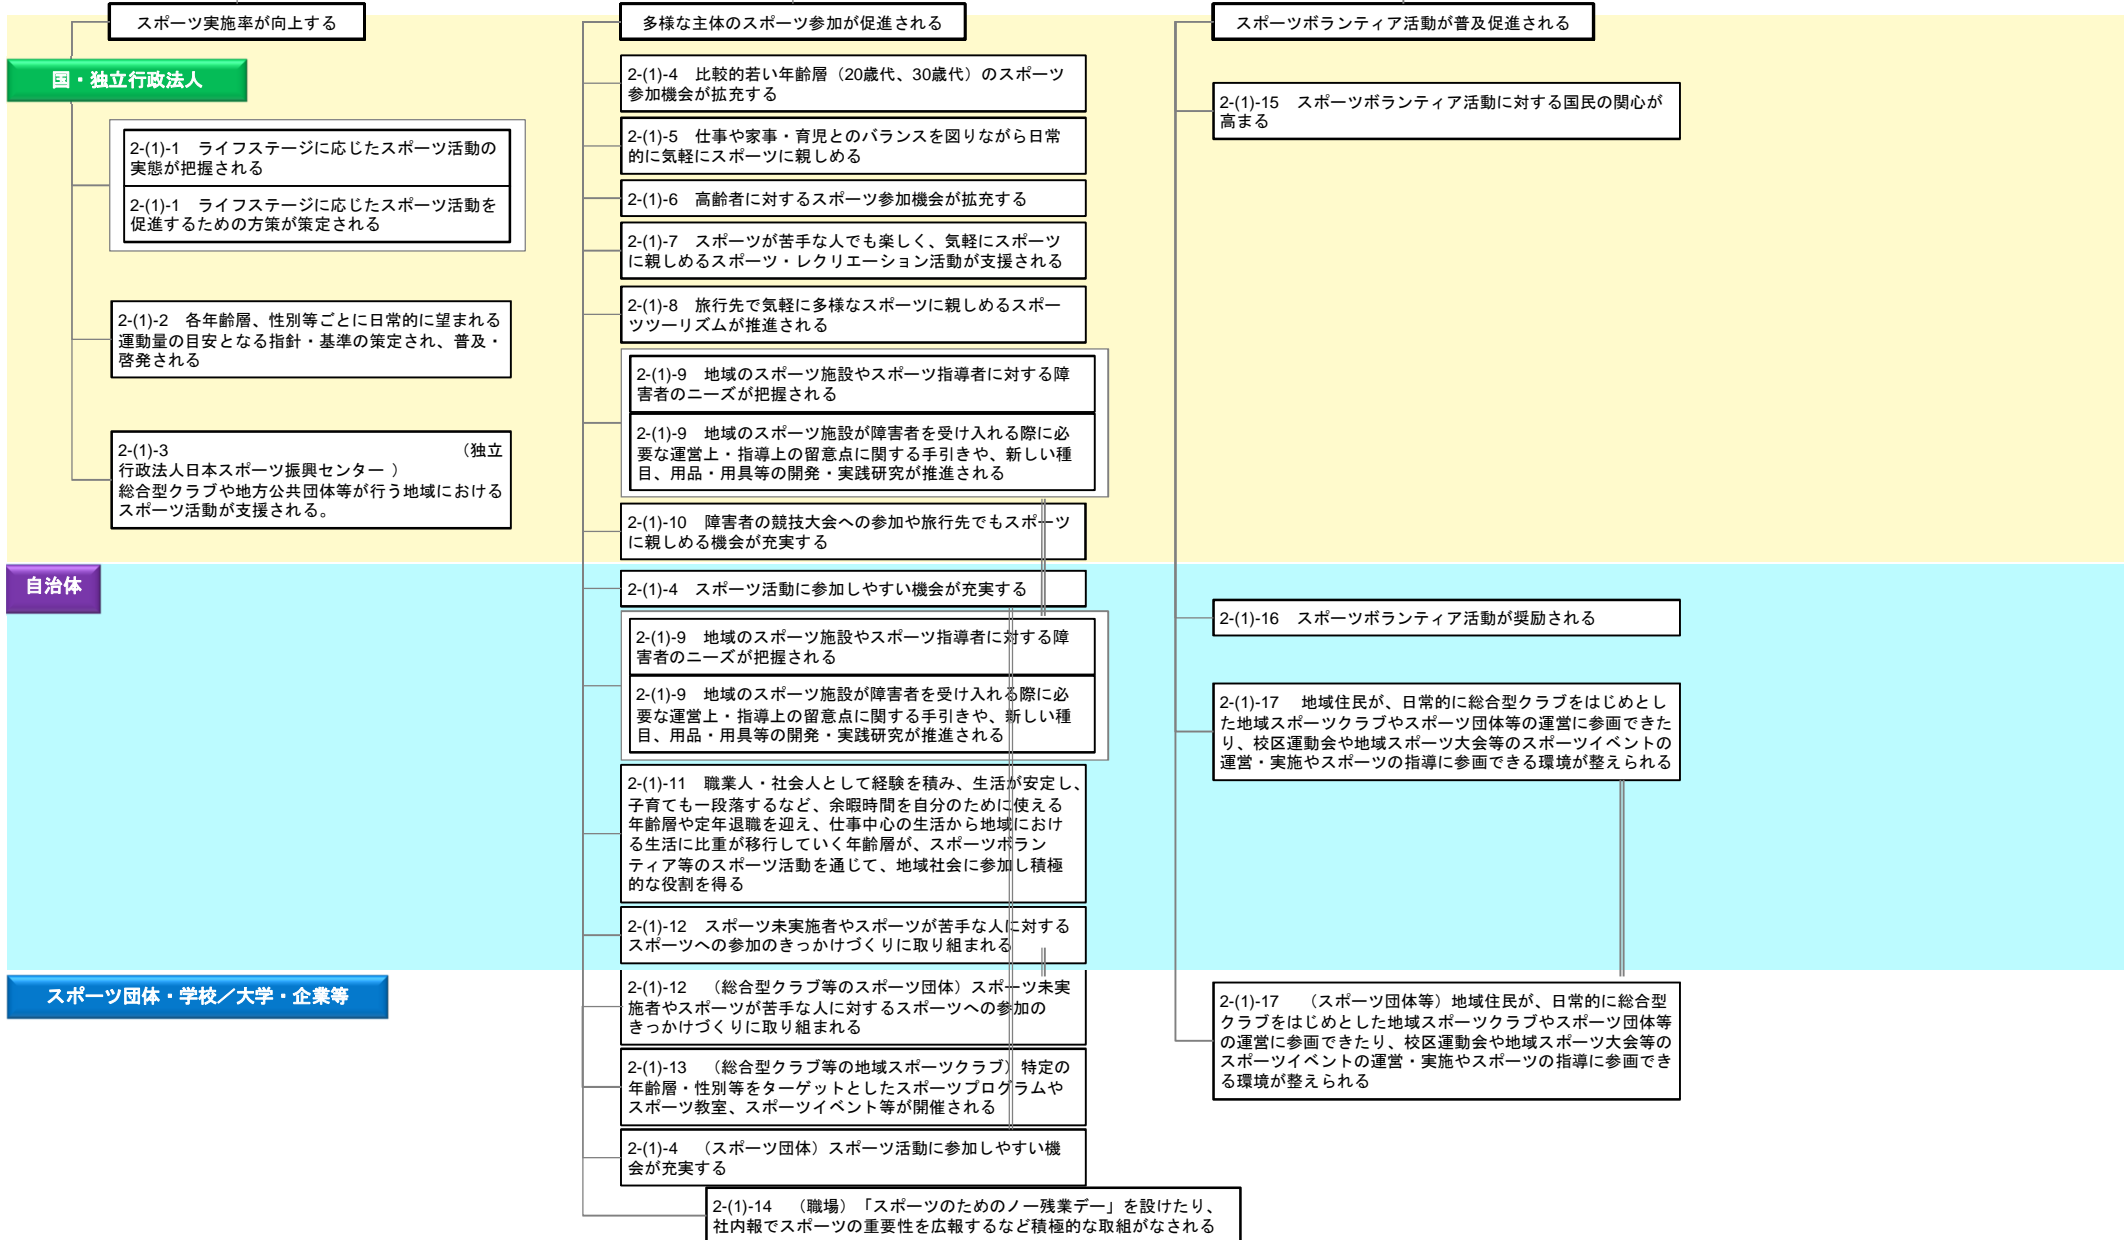 スポーツ実施率が向上する
多様な主体のスポーツ参加が促進される
スポーツボランティア活動が普及促進される
国・独立行政法人
2-(1)-1　ライフステージに応じたスポーツ活動の
実態が把握される
2-(1)-1　ライフステージに応じたスポーツ活動を
促進するための方策が策定される
2-(1)-2　各年齢層、性別等ごとに日常的に望まれる
運動量の目安となる指針・基準の策定され、普及・
啓発される
2-(1)-3　（独立
行政法人日本スポーツ振興センター ）
総合型クラブや地方公共団体等が行う地域における
スポーツ活動が支援される。
2-(1)-4　比較的若い年齢層（20歳代、30歳代）のスポーツ
参加機会が拡充する
2-(1)-5　仕事や家事・育児とのバランスを図りながら日常
的に気軽にスポーツに親しめる
2-(1)-6　高齢者に対するスポーツ参加機会が拡充する
2-(1)-7　スポーツが苦手な人でも楽しく、気軽にスポーツ
に親しめるスポーツ・レクリエーション活動が支援される
2-(1)-8　旅行先で気軽に多様なスポーツに親しめるスポー
ツツーリズムが推進される
2-(1)-9　地域のスポーツ施設やスポーツ指導者に対する障
害者のニーズが把握される
2-(1)-9　地域のスポーツ施設が障害者を受け入れる際に必
要な運営上・指導上の留意点に関する手引きや、新しい種
目、用品・用具等の開発・実践研究が推進される
2-(1)-10　障害者の競技大会への参加や旅行先でもスポーツ
に親しめる機会が充実する
2-(1)-15　スポーツボランティア活動に対する国民の関心が
高まる
自治体
2-(1)-4　スポーツ活動に参加しやすい機会が充実する
2-(1)-9　地域のスポーツ施設やスポーツ指導者に対する障
害者のニーズが把握される
2-(1)-9　地域のスポーツ施設が障害者を受け入れる際に必
要な運営上・指導上の留意点に関する手引きや、新しい種
目、用品・用具等の開発・実践研究が推進される
2-(1)-11　職業人・社会人として経験を積み、生活が安定し、
子育ても一段落するなど、余暇時間を自分のために使える
年齢層や定年退職を迎え、仕事中心の生活から地域におけ
る生活に比重が移行していく年齢層が、スポーツボラン
ティア等のスポーツ活動を通じて、地域社会に参加し積極
的な役割を得る
2-(1)-12　スポーツ未実施者やスポーツが苦手な人に対する
スポーツへの参加のきっかけづくりに取り組まれる
2-(1)-16　スポーツボランティア活動が奨励される
2-(1)-17　地域住民が、日常的に総合型クラブをはじめとし
た地域スポーツクラブやスポーツ団体等の運営に参画できた
り、校区運動会や地域スポーツ大会等のスポーツイベントの
運営・実施やスポーツの指導に参画できる環境が整えられる
スポーツ団体・学校／大学・企業等
2-(1)-12　（総合型クラブ等のスポーツ団体）スポーツ未実
施者やスポーツが苦手な人に対するスポーツへの参加の
きっかけづくりに取り組まれる
2-(1)-13　（総合型クラブ等の地域スポーツクラブ）特定の
年齢層・性別等をターゲットとしたスポーツプログラムや
スポーツ教室、スポーツイベント等が開催される
2-(1)-4　（スポーツ団体）スポーツ活動に参加しやすい機
会が充実する
2-(1)-14　（職場）「スポーツのためのノー残業デー」を設けたり、
社内報でスポーツの重要性を広報するなど積極的な取組がなされる
2-(1)-17　（スポーツ団体等）地域住民が、日常的に総合型
クラブをはじめとした地域スポーツクラブやスポーツ団体等
の運営に参画できたり、校区運動会や地域スポーツ大会等の
スポーツイベントの運営・実施やスポーツの指導に参画でき
る環境が整えられる